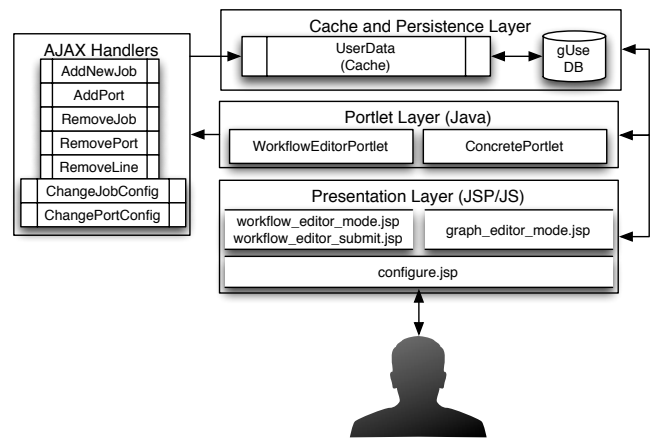 AJAX Handlers
AddNewJob
AddPort
RemoveJob
RemovePort
RemoveLine
ChangeJobConfig
ChangePortConfig
Cache and Persistence Layer
UserData
(Cache)
gUse
DB
Portlet Layer (Java)
WorkflowEditorPortlet
ConcretePortlet
Presentation Layer (JSP/JS)
workflow_editor_mode.jsp
workflow_editor_submit.jsp
graph_editor_mode.jsp
configure.jsp